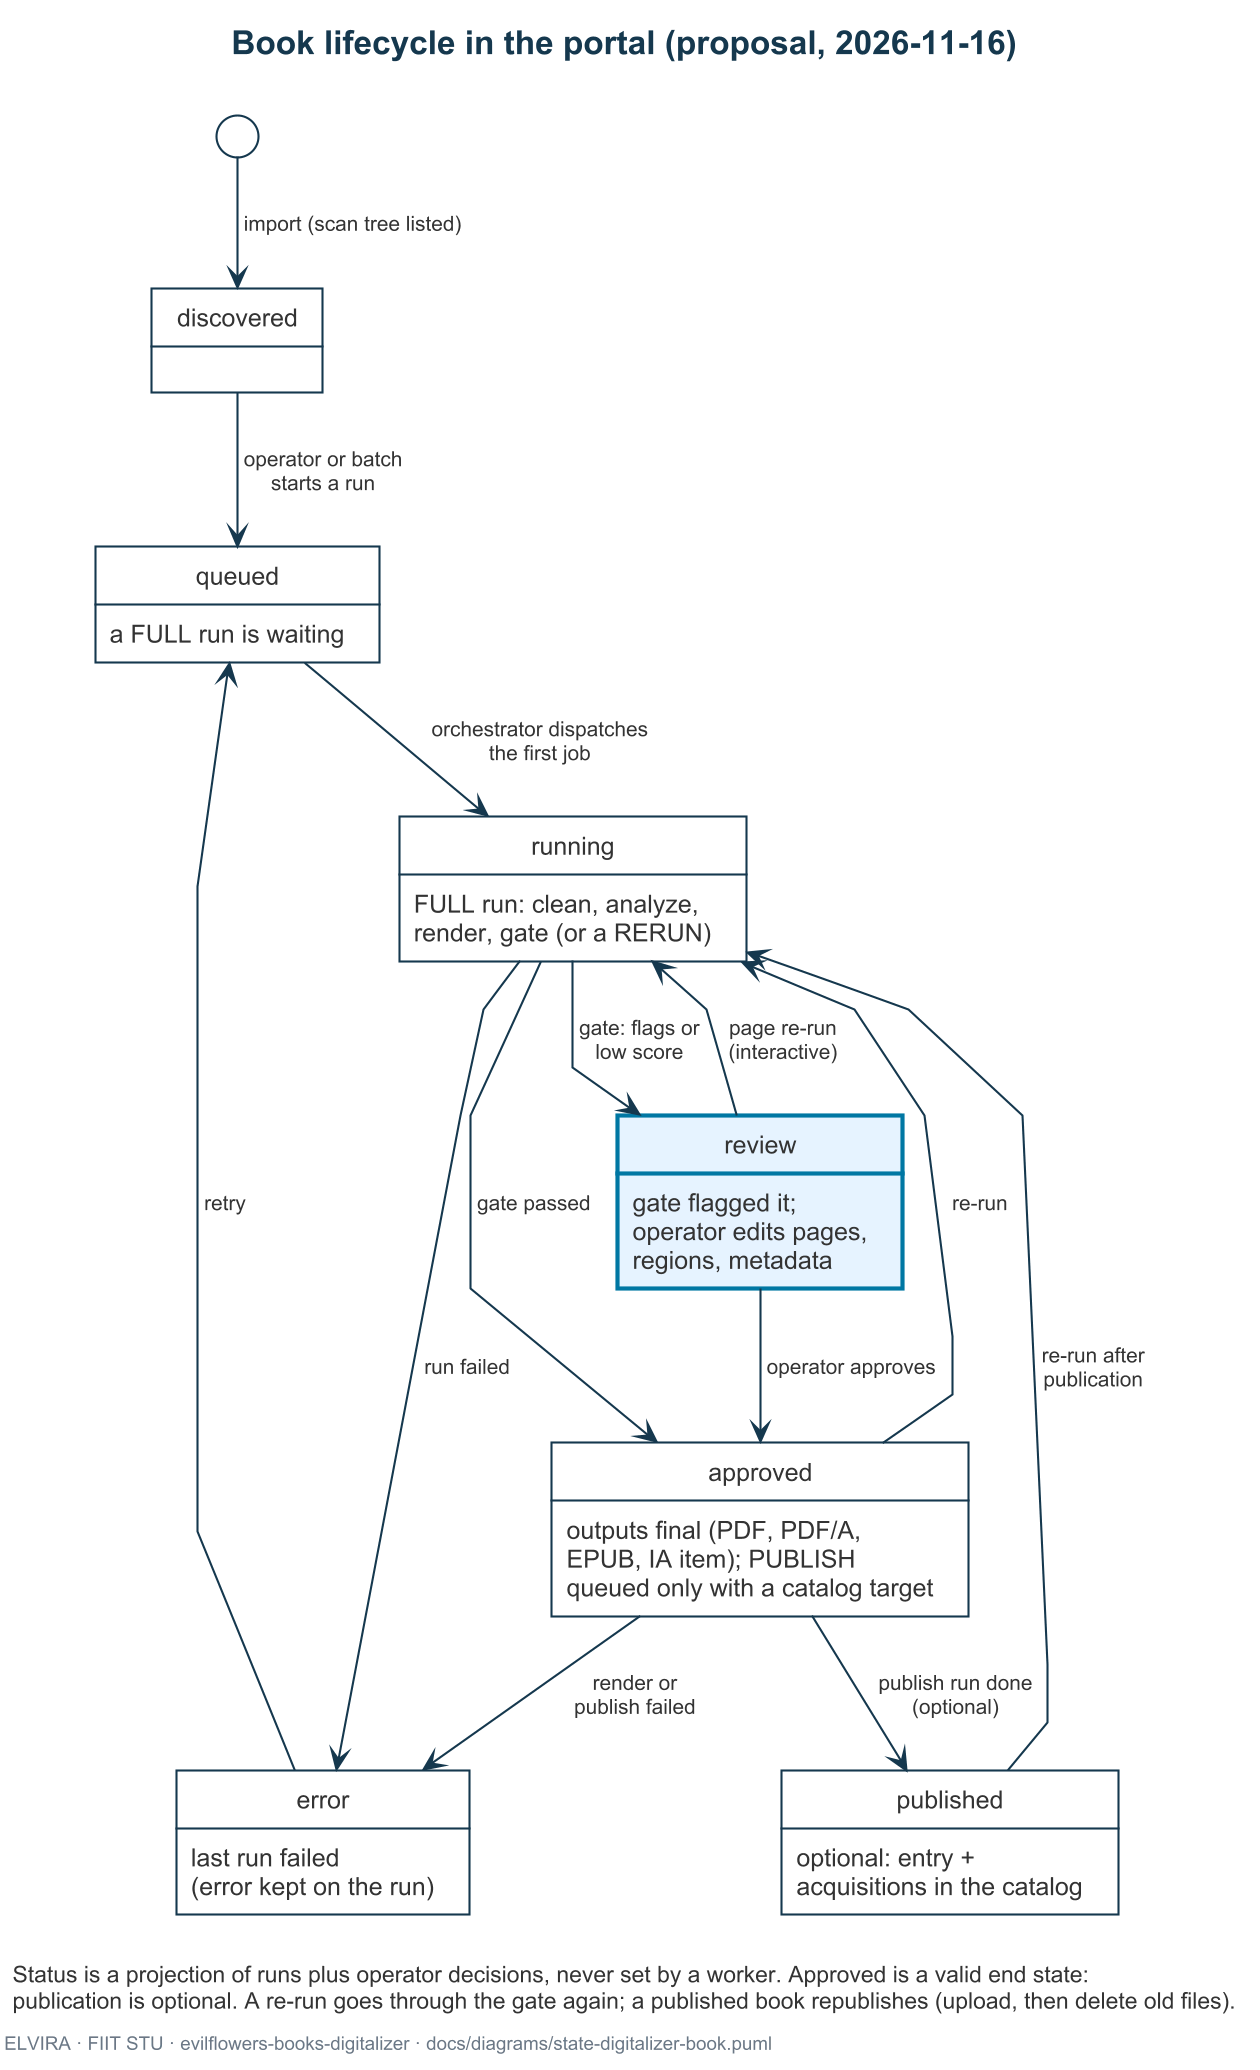 Book lifecycle in the portal (proposal, 2026-11-16)
import (scan tree listed)
discovered
operator or batch
starts a run
queued
a FULL run is waiting
orchestrator dispatches
the first job
running
FULL run: clean, analyze,
render, gate (or a RERUN)
gate: flags or
low score
page re-run
(interactive)
review
gate flagged it;
operator edits pages,
regions, metadata
retry
gate passed
re-run
run failed
operator approves
re-run after
publication
approved
outputs final (PDF, PDF/A,
EPUB, IA item); PUBLISH
queued only with a catalog target
render or
publish failed
publish run done
(optional)
error
last run failed
(error kept on the run)
published
optional: entry +
acquisitions in the catalog
Status is a projection of runs plus operator decisions, never set by a worker. Approved is a valid end state:
publication is optional. A re-run goes through the gate again; a published book republishes (upload, then delete old files).
ELVIRA · FIIT STU · evilflowers-books-digitalizer · docs/diagrams/state-digitalizer-book.puml